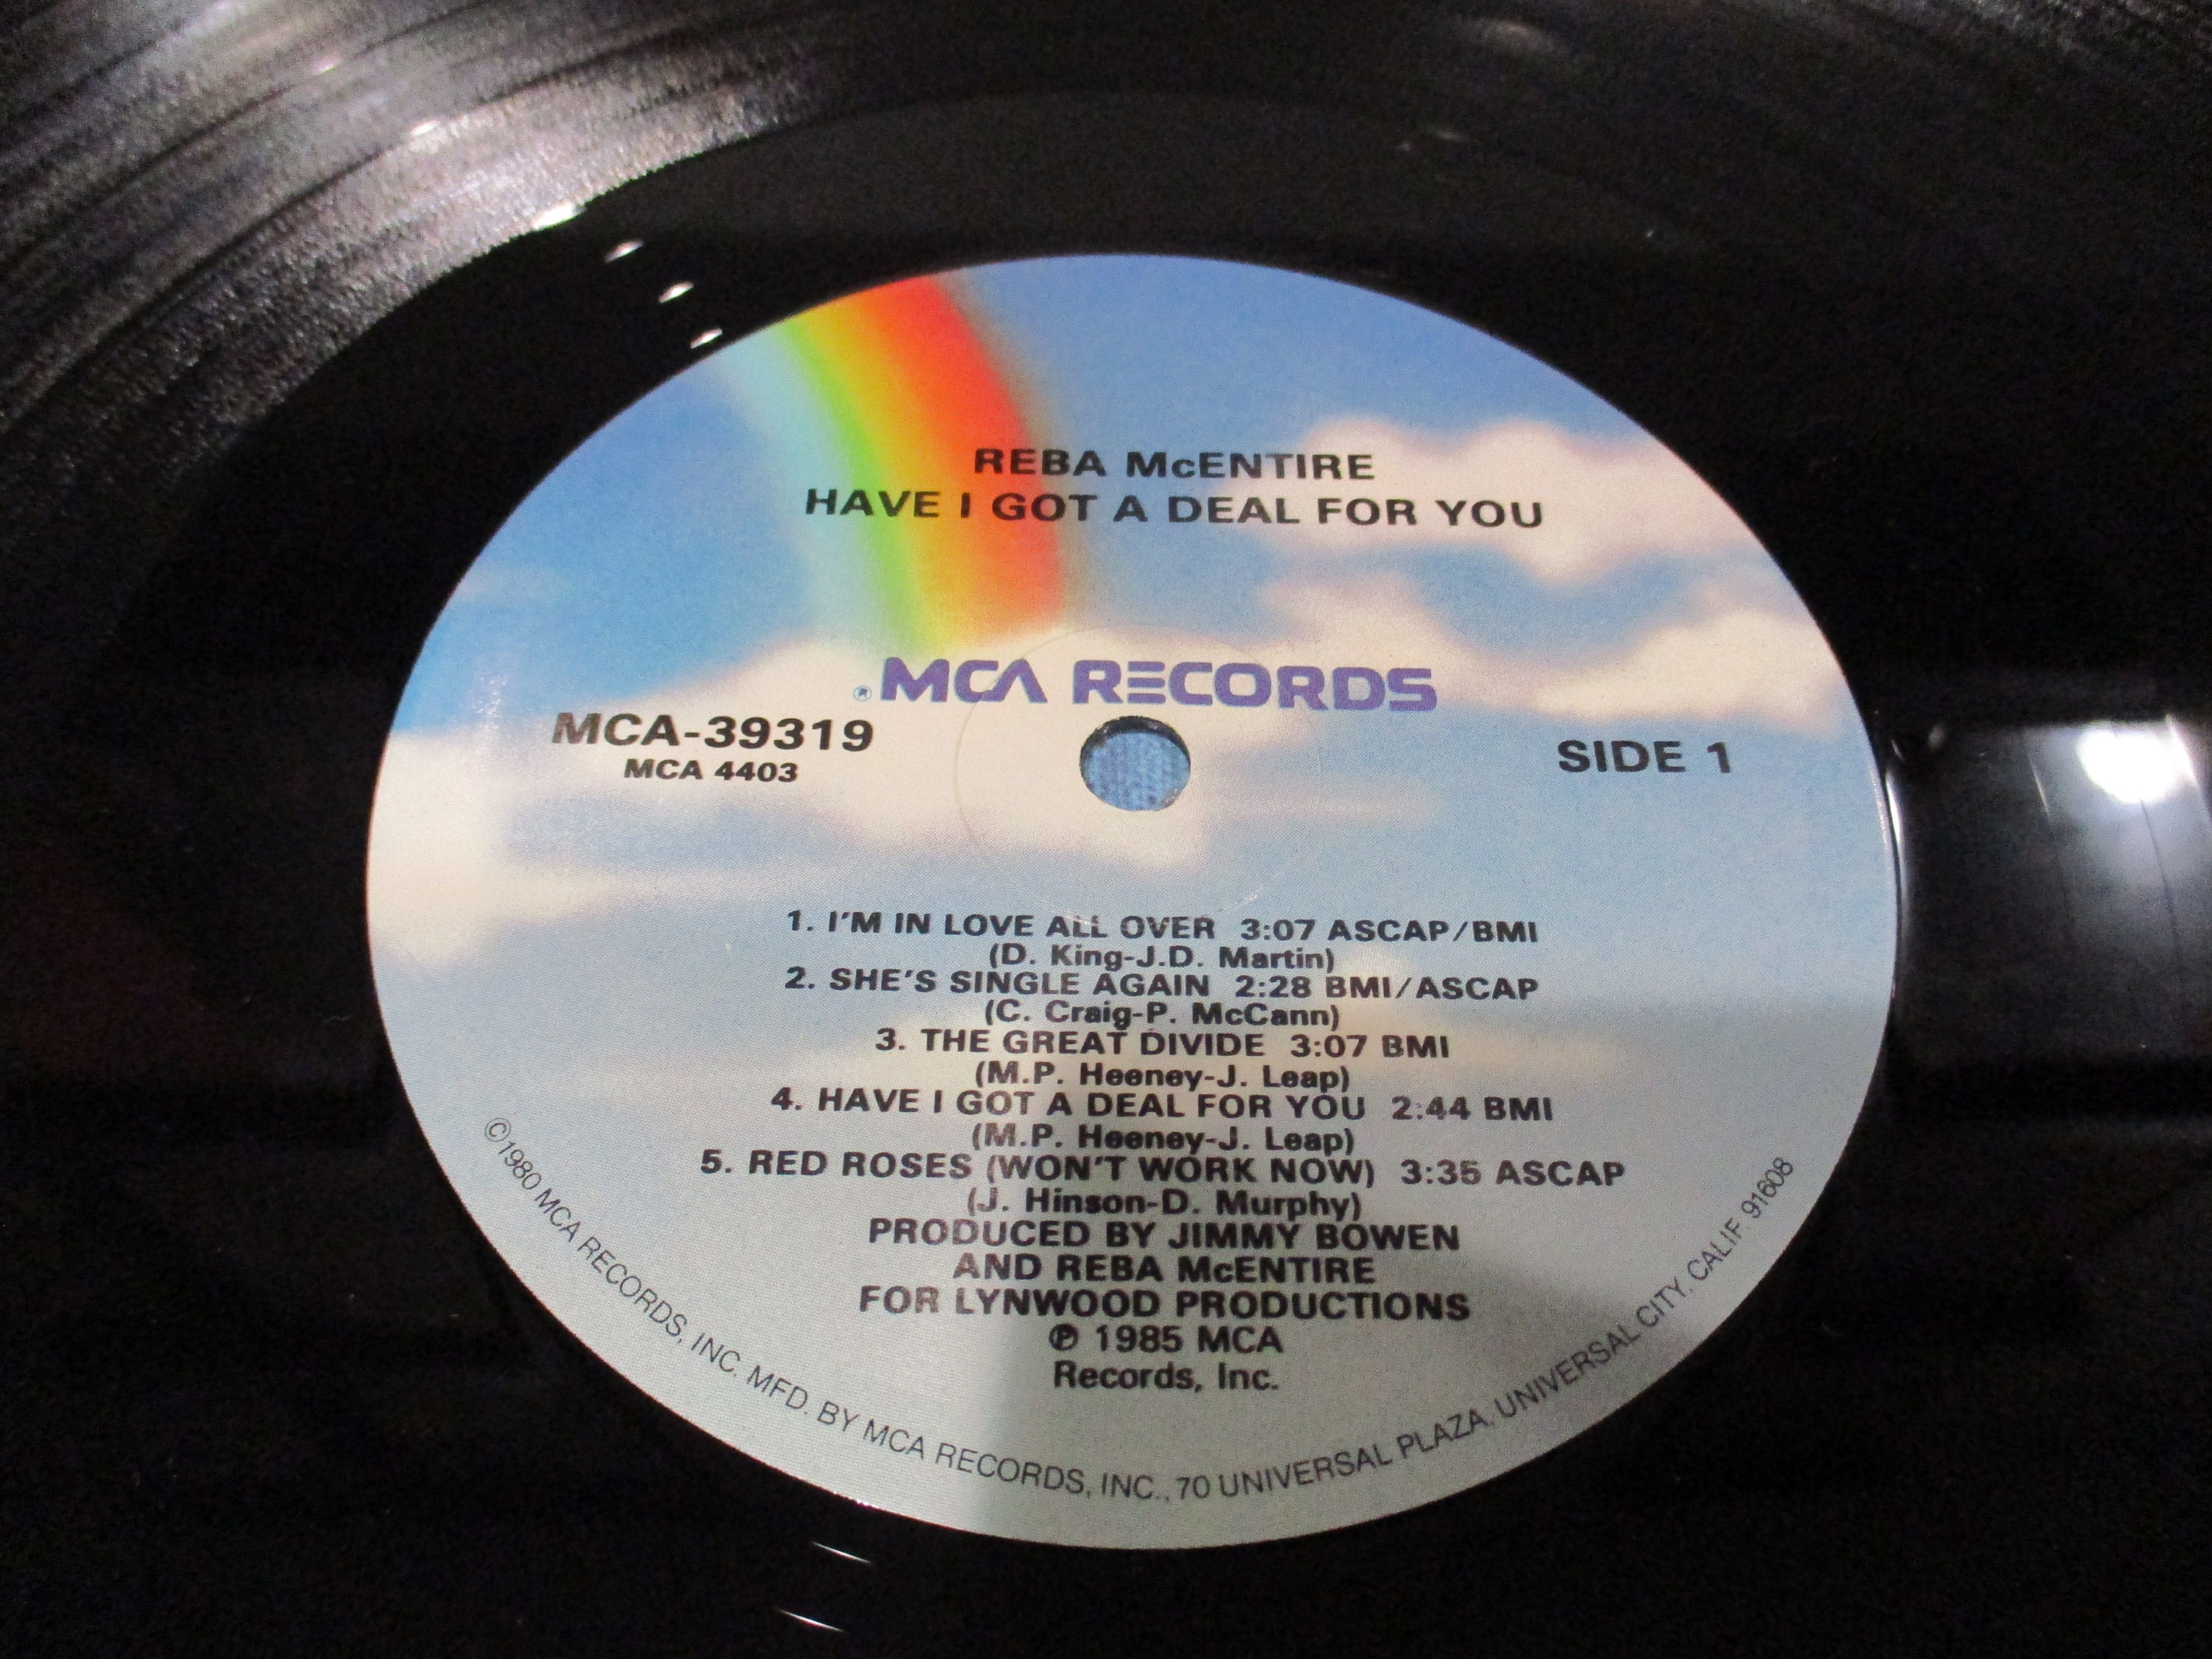 REBA McENTIRE
HAVE I GOT A DEAL FOR YOU
® MCA RECORDS
MCA-39319
MCA 4403
SIDE 1
1. I'M IN LOVE ALL OVER 3:07 ASCAP/BMI
(D. King-J.D. Martin)
2. SHE'S SINGLE AGAIN 2:28 BMI/ASCAP
(C. Craig-P. McCann)
3. THE GREAT DIVIDE 3:07 BMI
(M.P. Heeney-J. Leap)
4. HAVE I GOT A DEAL FOR YOU 2:44 BMI
(M.P. Heeney-J. Leap)
5. RED ROSES (WON'T WORK NOW) 3:35 ASCAP
(J. Hinson-D. Murphy)
PRODUCED BY JIMMY BOWEN
AND REBA McENTIRE
FOR LYNWOOD PRODUCTIONS
℗ 1985 MCA
Records, Inc.
©1980 MCA RECORDS, INC. MFD. BY MCA RECORDS, INC., 70 UNIVERSAL PLAZA, UNIVERSAL CITY, CALIF. 91608